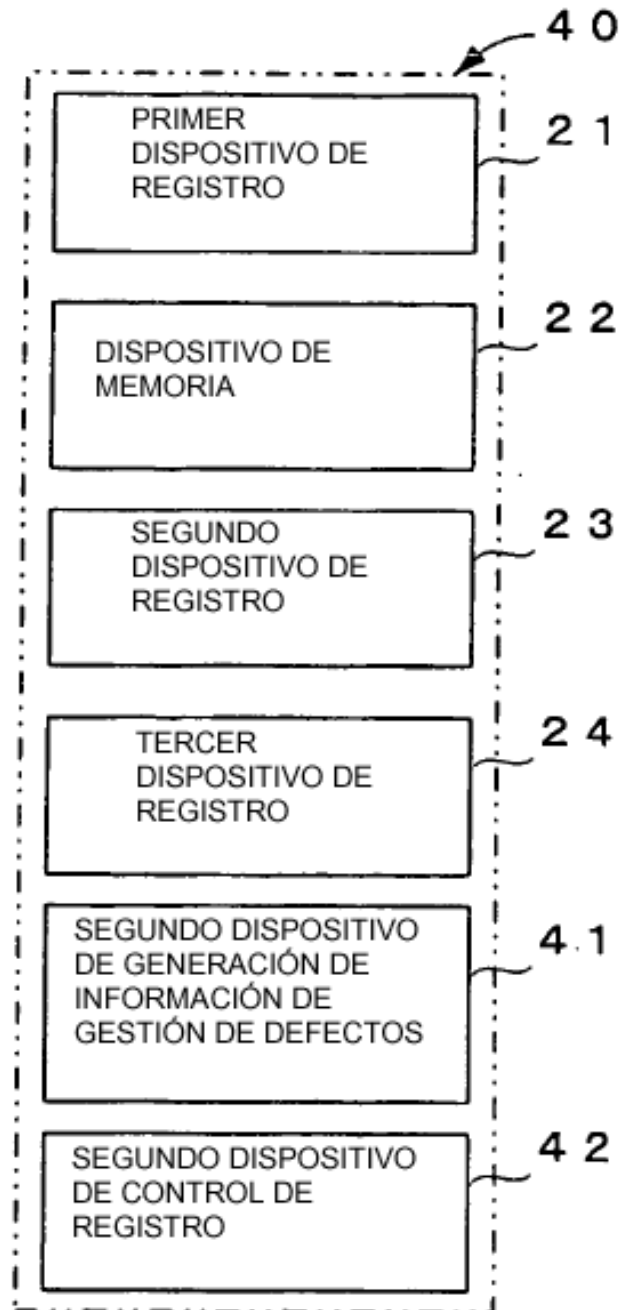 40
PRIMER
DISPOSITIVO DE
REGISTRO
21
DISPOSITIVO DE
MEMORIA
22
SEGUNDO
DISPOSITIVO DE
REGISTRO
23
TERCER
DISPOSITIVO DE
REGISTRO
24
SEGUNDO DISPOSITIVO
DE GENERACIÓN DE
INFORMACIÓN DE
GESTIÓN DE DEFECTOS
41
SEGUNDO DISPOSITIVO
DE CONTROL DE
REGISTRO
42